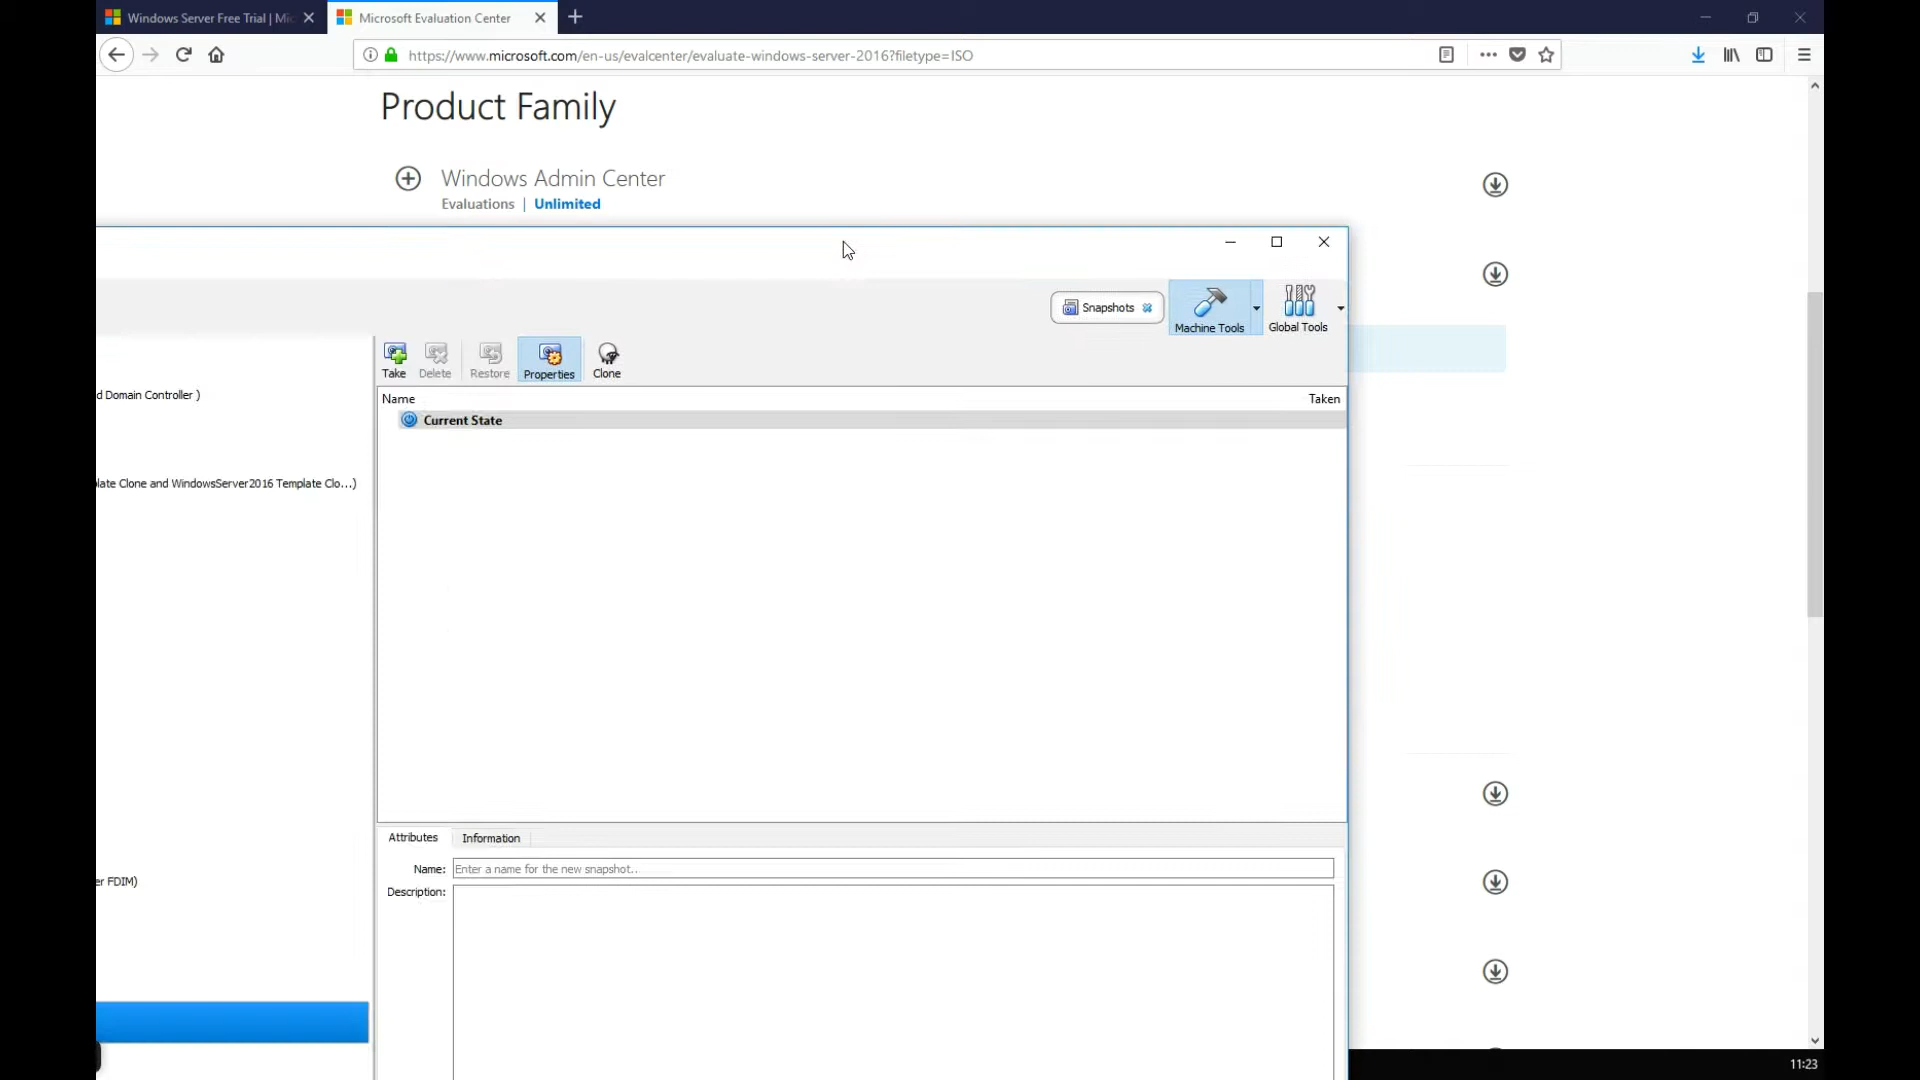 Windows Server Free Trial | Mic
Microsoft Evaluation Center
https://www.microsoft.com/en-us/evalcenter/evaluate-windows-server-2016?filetype=ISO
Product Family
Windows Admin Center
Evaluations | Unlimited
Snapshots
Machine Tools
Global Tools
Take
Delete
Restore
Properties
Clone
Name
Taken
d Domain Controller )
Current State
late Clone and WindowsServer2016 Template Clo...)
Attributes
Information
Name:
Enter a name for the new snapshot...
er FDIM)
Description:
11:23